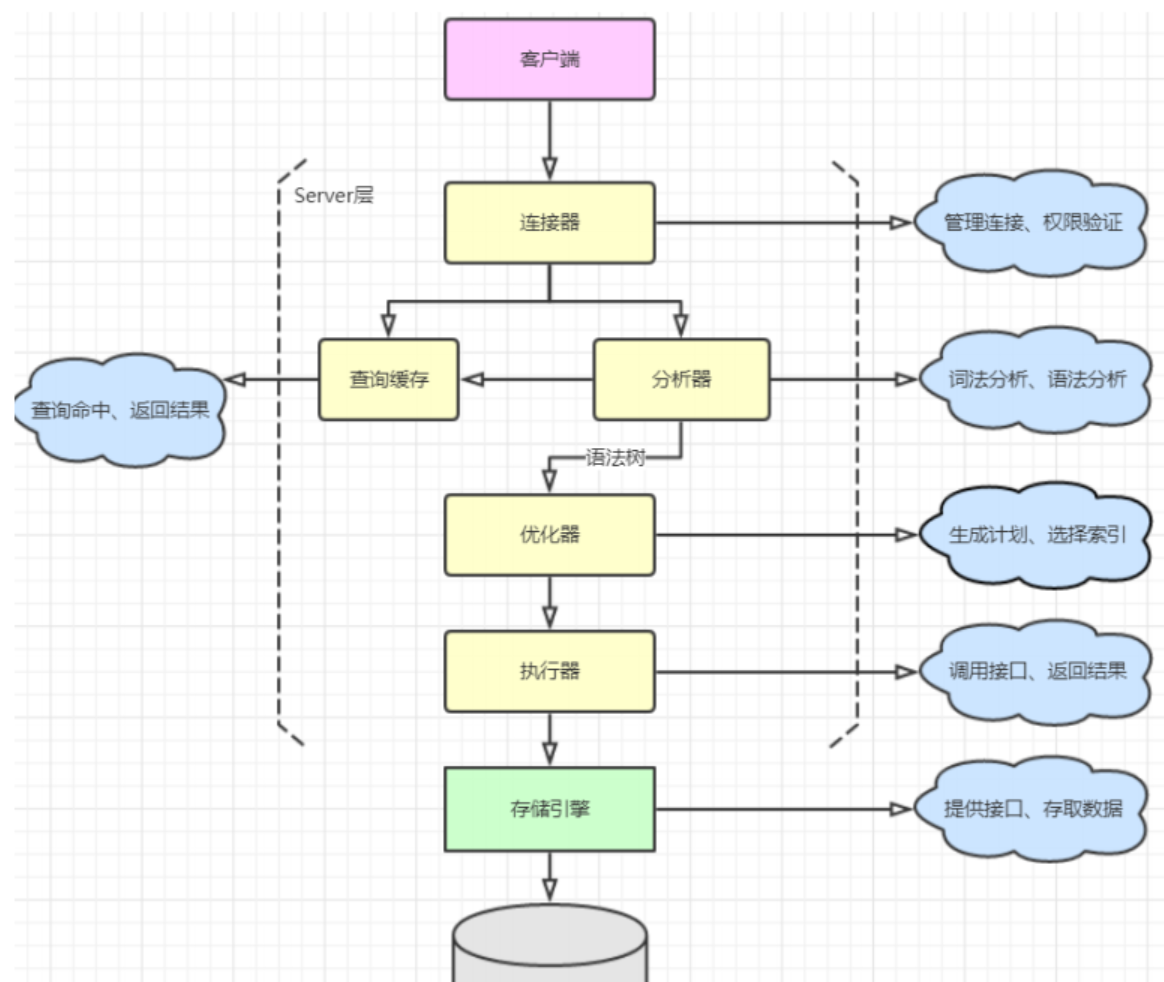 客户端
Server层
连接器
管理连接、权限验证
查询缓存
分析器
词法分析、语法分析
查询命中、返回结果
语法树
优化器
生成计划、选择索引
执行器
调用接口、返回结果
存储引擎
提供接口、存取数据